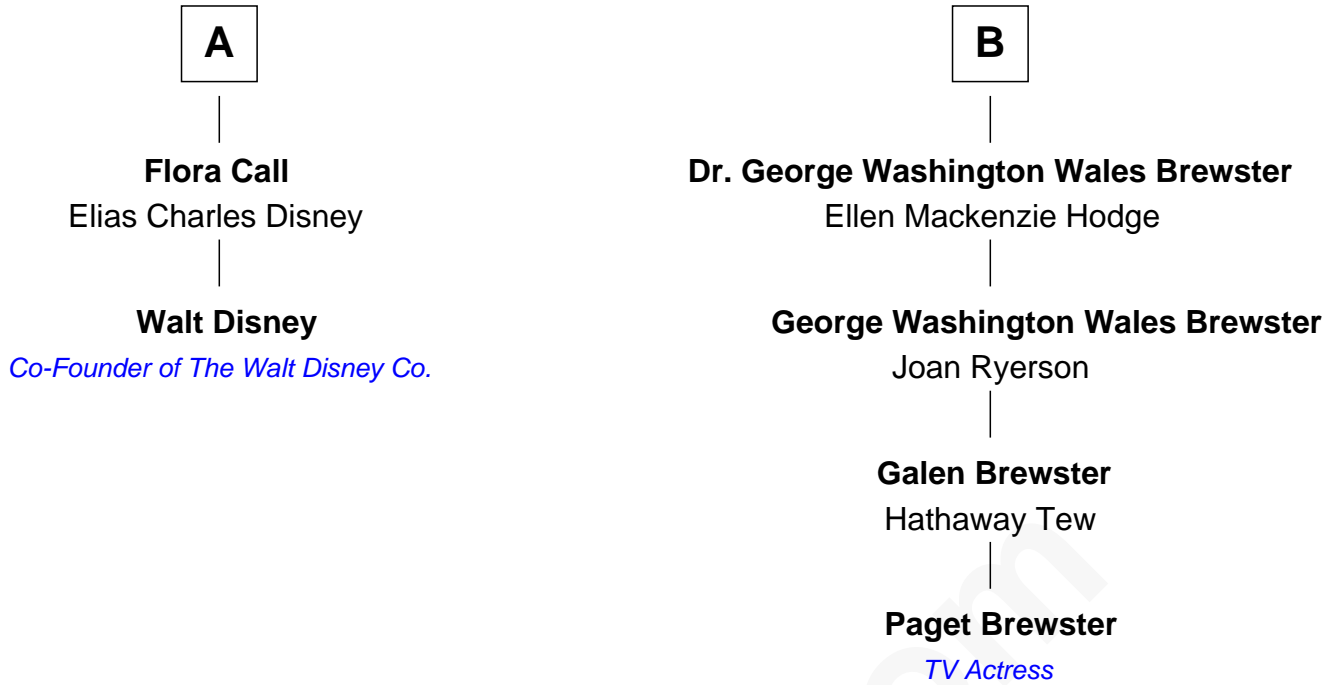 A
Flora Call
Elias Charles Disney
Walt Disney
Co-Founder of The Walt Disney Co.
B
Dr. George Washington Wales Brewster
Ellen Mackenzie Hodge
George Washington Wales Brewster
Joan Ryerson
Galen Brewster
Hathaway Tew
Paget Brewster
TV Actress
om